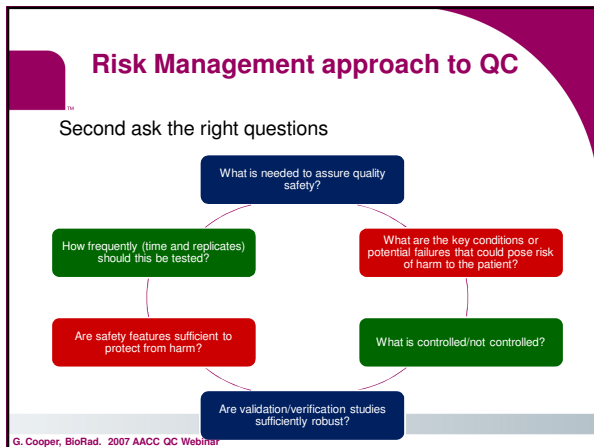 Risk Management approach to QC
TM
Second ask the right questions
What is needed to assure quality
safety?
What are the key conditions or
potential failures that could pose risk
of harm to the patient?
What is controlled/not controlled?
Are validation/verification studies
sufficiently robust?
Are safety features sufficient to
protect from harm?
How frequently (time and replicates)
should this be tested?
G. Cooper, BioRad. 2007 AACC QC Webinar